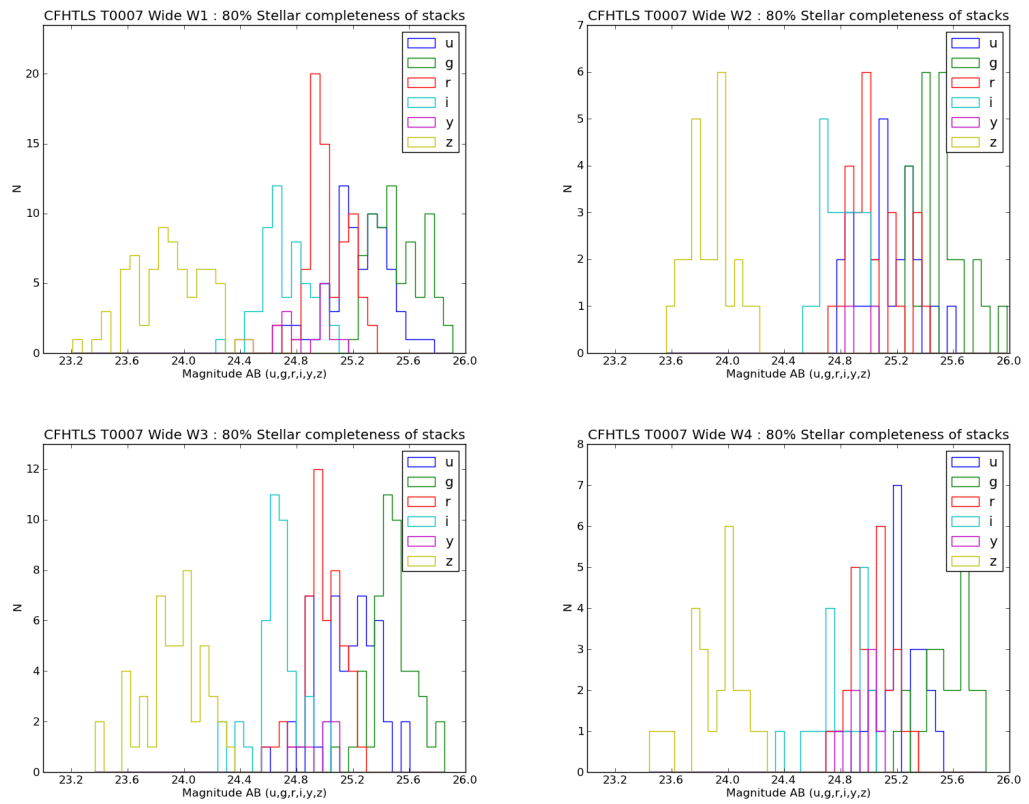 CFHTLS T0007 Wide W1 : 80% Stellar completeness of stacks
N
20
15
10
5
0
u
g
r
i
y
z
23.2 23.6 24.0 24.4 24.8 25.2 25.6 26.0
Magnitude AB (u,g,r,i,y,z)
CFHTLS T0007 Wide W2 : 80% Stellar completeness of stacks
N
7
6
5
4
3
2
1
0
u
g
r
i
y
z
23.2 23.6 24.0 24.4 24.8 25.2 25.6 26.0
Magnitude AB (u,g,r,i,y,z)
CFHTLS T0007 Wide W3 : 80% Stellar completeness of stacks
N
12
10
8
6
4
2
0
u
g
r
i
y
z
23.2 23.6 24.0 24.4 24.8 25.2 25.6 26.0
Magnitude AB (u,g,r,i,y,z)
CFHTLS T0007 Wide W4 : 80% Stellar completeness of stacks
N
8
7
6
5
4
3
2
1
0
u
g
r
i
y
z
23.2 23.6 24.0 24.4 24.8 25.2 25.6 26.0
Magnitude AB (u,g,r,i,y,z)